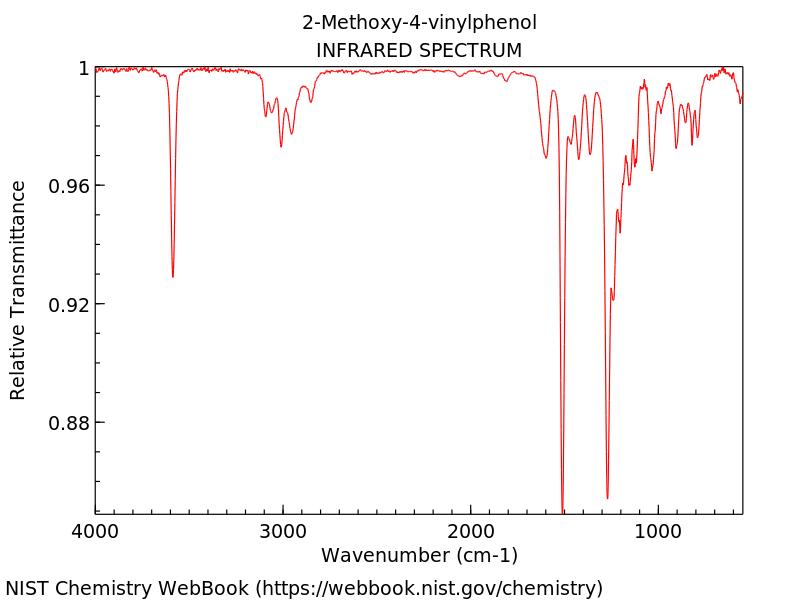 2-Methoxy-4-vinylphenol
INFRARED SPECTRUM
1
0.96
0.92
0.88
Relative Transmittance
4000 3000 2000 1000
Wavenumber (cm-1)
NIST Chemistry WebBook (https://webbook.nist.gov/chemistry)